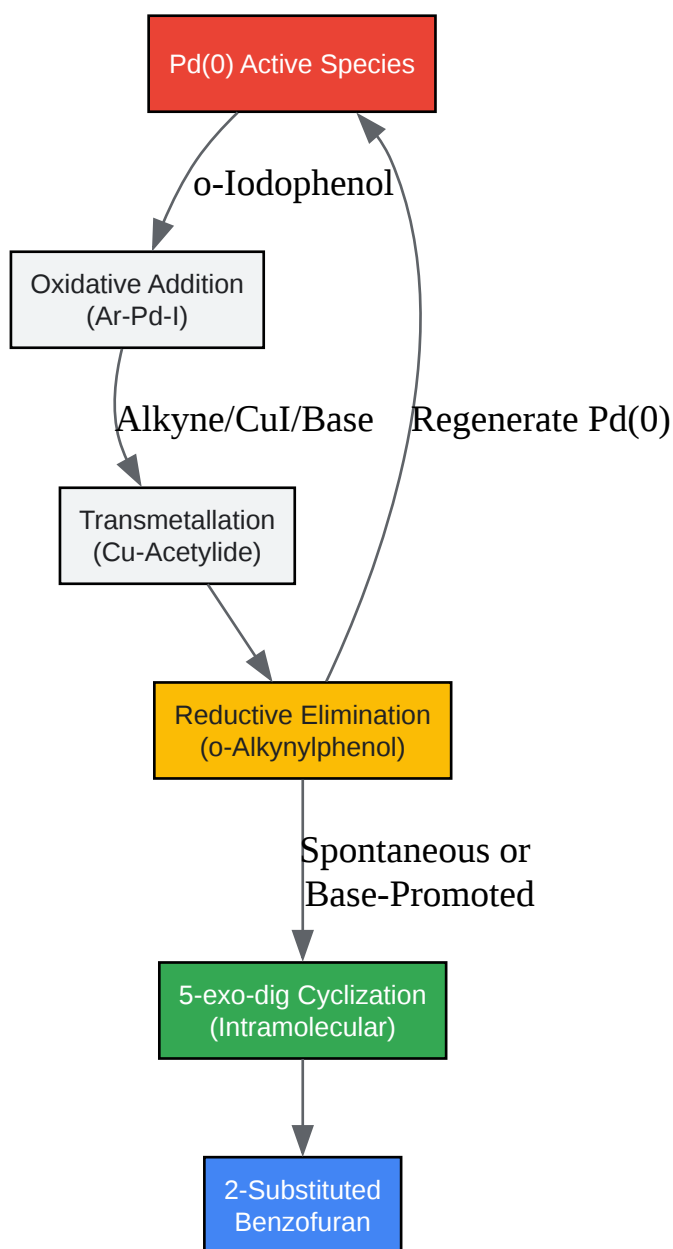 Pd(0) Active Species
o-Iodophenol
Oxidative Addition
(Ar-Pd-I)
Alkyne/CuI/Base
Regenerate Pd(0)
Transmetallation
(Cu-Acetylide)
Reductive Elimination
(o-Alkynylphenol)
Spontaneous or
Base-Promoted
5-exo-dig Cyclization
(Intramolecular)
2-Substituted
Benzofuran